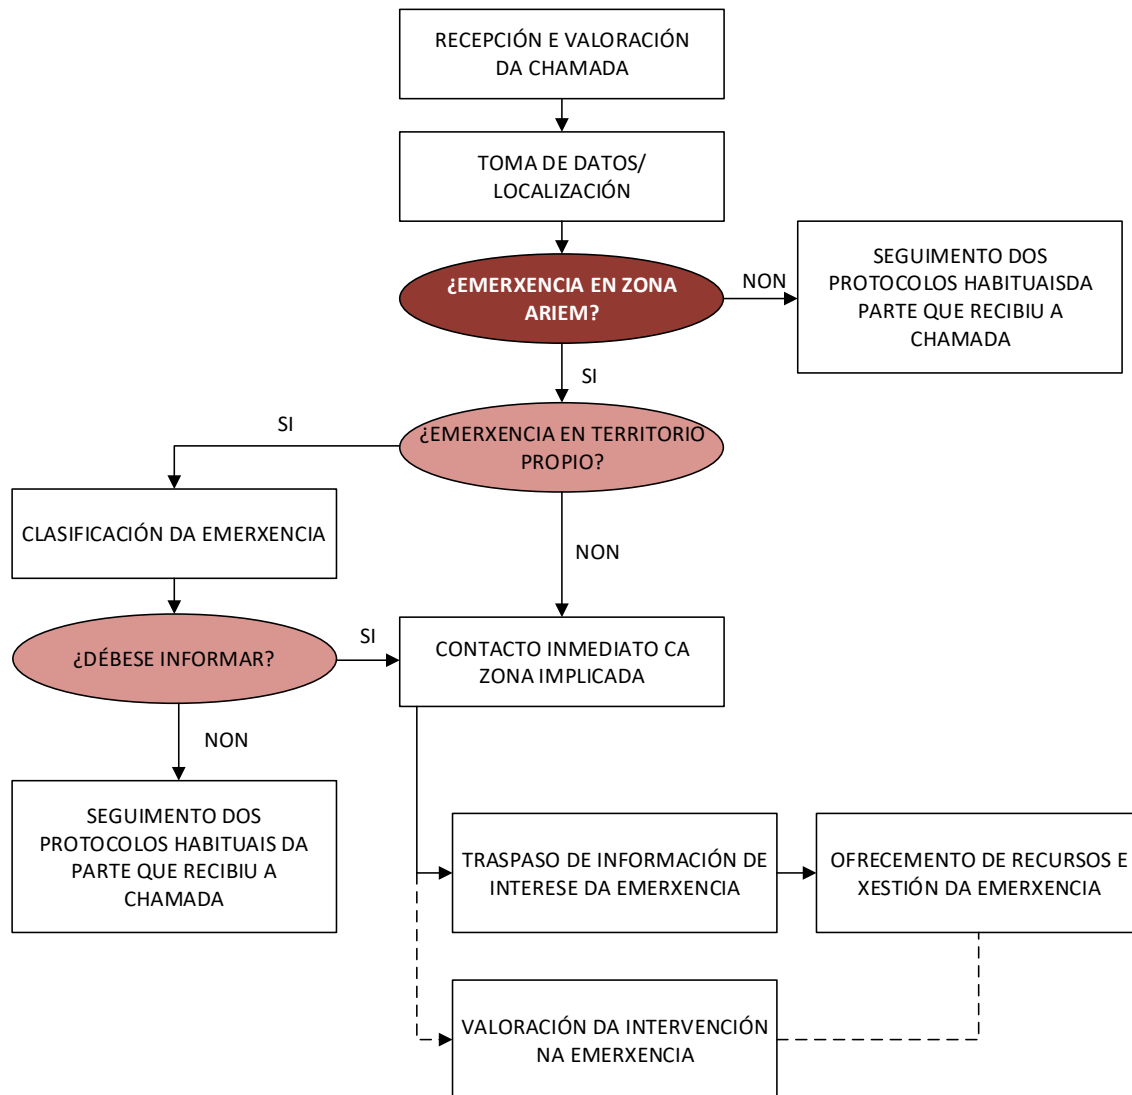 RECEPCIÓN E VALORACIÓN
DA CHAMADA
TOMA DE DATOS/
LOCALIZACIÓN
¿EMERXENCIA EN ZONA
ARIEM?
NON
SEGUIMENTO DOS
PROTOCOLOS HABITUAISDA
PARTE QUE RECIBIU A
CHAMADA
SI
¿EMERXENCIA EN TERRITORIO
PROPIO?
SI
CLASIFICACIÓN DA EMERXENCIA
NON
¿DÉBESE INFORMAR?
SI
CONTACTO INMEDIATO CA
ZONA IMPLICADA
NON
SEGUIMENTO DOS
PROTOCOLOS HABITUAIS DA
PARTE QUE RECIBIU A
CHAMADA
TRASPASO DE INFORMACIÓN DE
INTERESE DA EMERXENCIA
OFRECEMENTO DE RECURSOS E
XESTIÓN DA EMERXENCIA
VALORACIÓN DA INTERVENCIÓN
NA EMERXENCIA